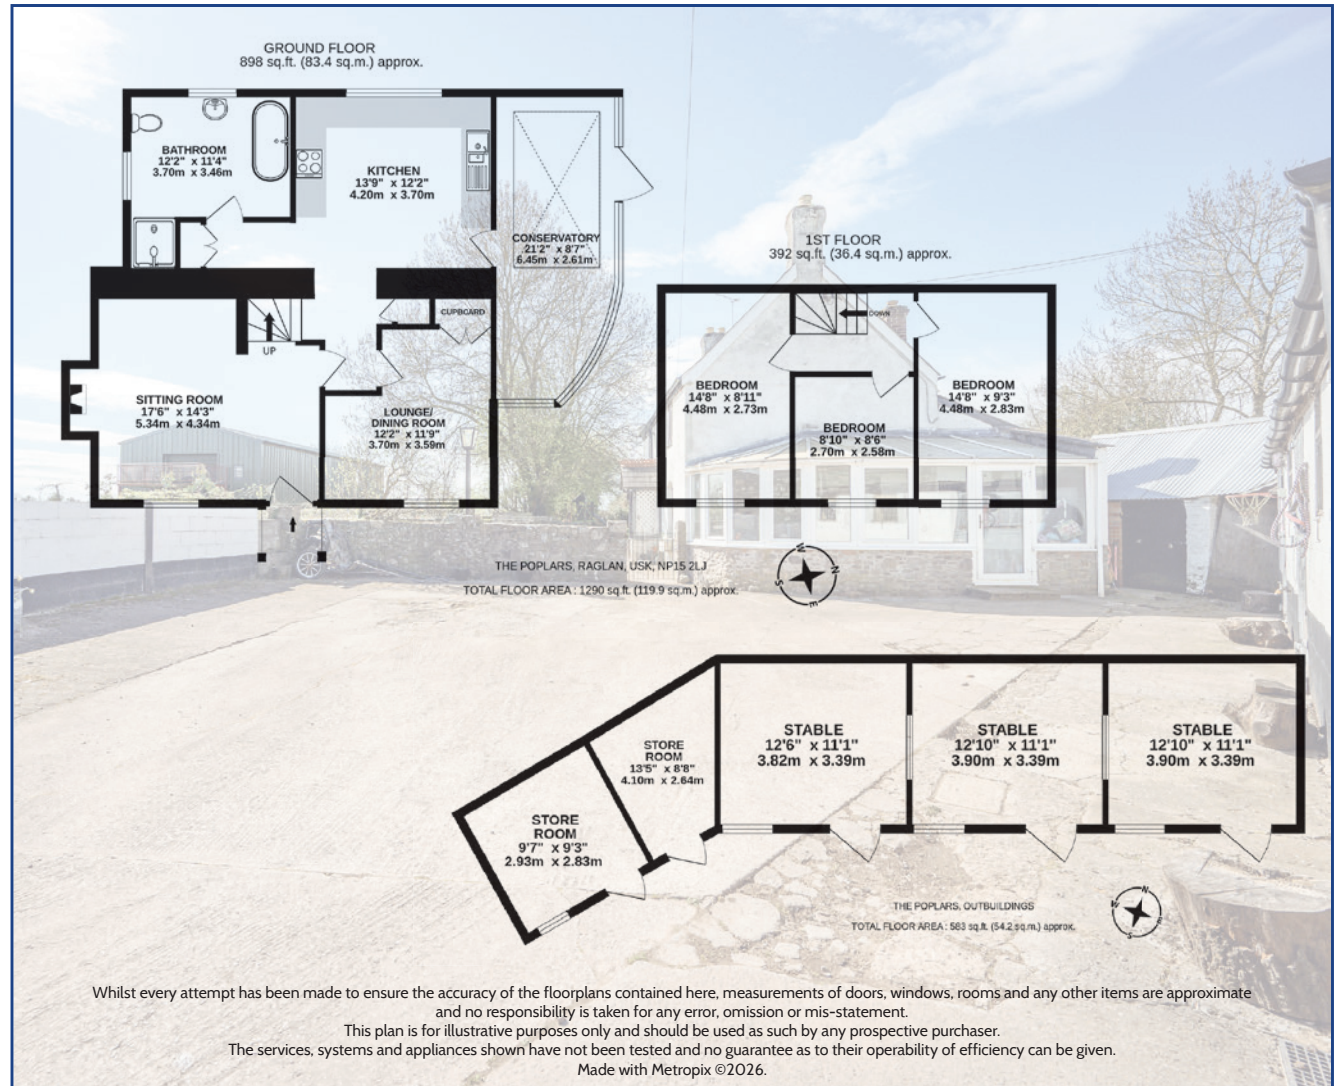 GROUND FLOOR
898 sq.ft. (83.4 sq.m.) approx.
BATHROOM
12'2" x 11'4"
3.70m x 3.46m
KITCHEN
13'9" x 12'2"
4.20m x 3.70m
CONSERVATORY
21'2" x 8'7"
6.45m x 2.61m
CUPBOARD
UP
SITTING ROOM
17'6" x 14'3"
5.34m x 4.34m
LOUNGE/
DINING ROOM
12'2" x 11'9"
3.70m x 3.59m
1ST FLOOR
392 sq.ft. (36.4 sq.m.) approx.
DOWN
BEDROOM
14'8" x 8'11"
4.48m x 2.73m
BEDROOM
8'10" x 8'6"
2.70m x 2.58m
BEDROOM
14'8" x 9'3"
4.48m x 2.83m
THE POPLARS, RAGLAN, USK, NP15 2LJ
TOTAL FLOOR AREA : 1290 sq.ft. (119.9 sq.m.) approx.
W
N
S
E
STORE
ROOM
9'7" x 9'3"
2.93m x 2.83m
STORE
ROOM
13'5" x 8'8"
4.10m x 2.64m
STABLE
12'6" x 11'1"
3.82m x 3.39m
STABLE
12'10" x 11'1"
3.90m x 3.39m
STABLE
12'10" x 11'1"
3.90m x 3.39m
THE POPLARS, OUTBUILDINGS
TOTAL FLOOR AREA : 583 sq.ft. (54.2 sq.m.) approx.
N
W
E
S
Whilst every attempt has been made to ensure the accuracy of the floorplans contained here, measurements of doors, windows, rooms and any other items are approximate
and no responsibility is taken for any error, omission or mis-statement.
This plan is for illustrative purposes only and should be used as such by any prospective purchaser.
The services, systems and appliances shown have not been tested and no guarantee as to their operability of efficiency can be given.
Made with Metropix ©2026.